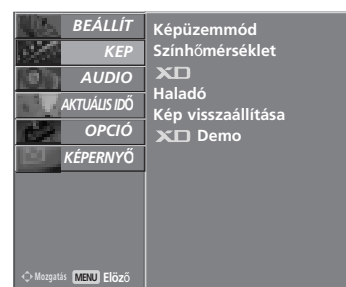 BEÁLLÍT
KEP
AUDIO
AKTUÁLIS IDŐ
OPCIÓ
KÉPERNYŐ
Mozgatás MENU Előző
Képüzemmód
Színhőmérséklet
XD
Haladó
Kép visszaállítása
XD Demo